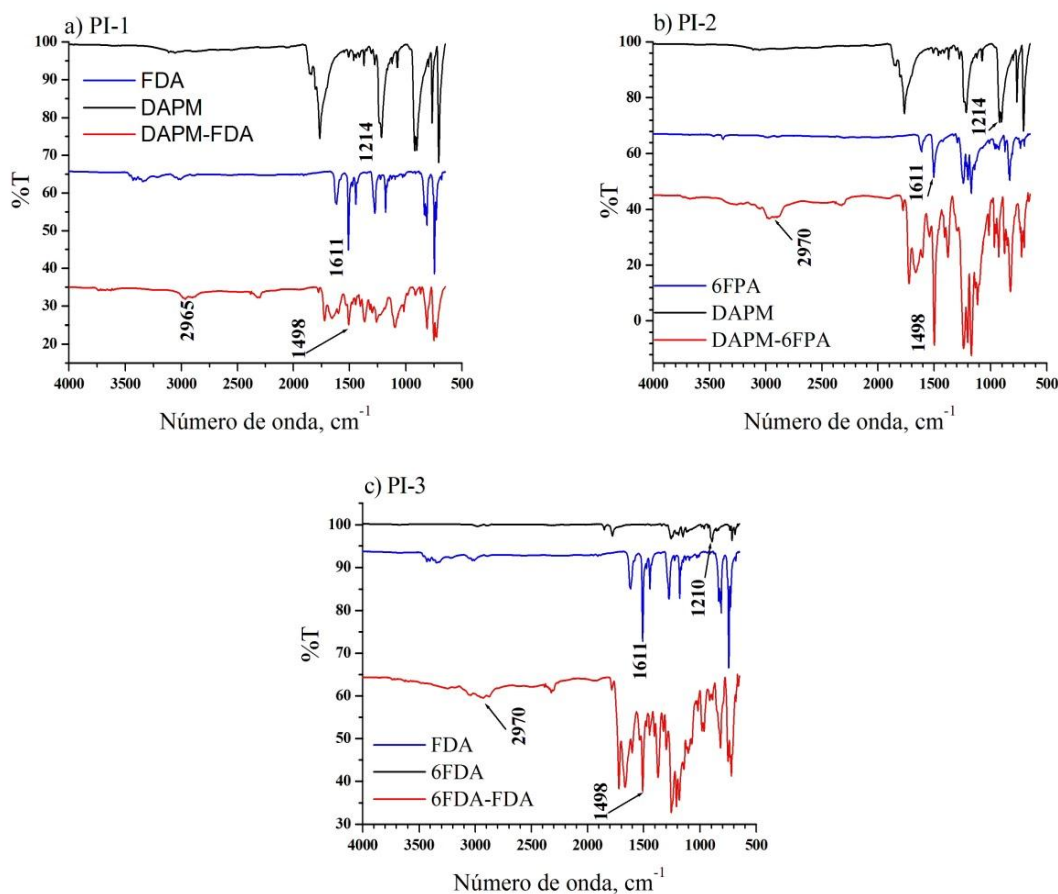 a) PI-1
100
90
80
70
60
50
40
30
20
%T
FDA
DAPM
DAPM-FDA
1214
1611
2965
1498
4000 3500 3000 2500 2000 1500 1000 500
Número de onda, cm-1
b) PI-2
100
80
60
40
20
0
%T
1214
1611
2970
1498
6FPA
DAPM
DAPM-6FPA
4000 3500 3000 2500 2000 1500 1000 500
Número de onda, cm-1
c) PI-3
100
90
80
70
60
50
40
30
%T
1210
1611
2970
1498
FDA
6FDA
6FDA-FDA
4000 3500 3000 2500 2000 1500 1000 500
Número de onda, cm-1